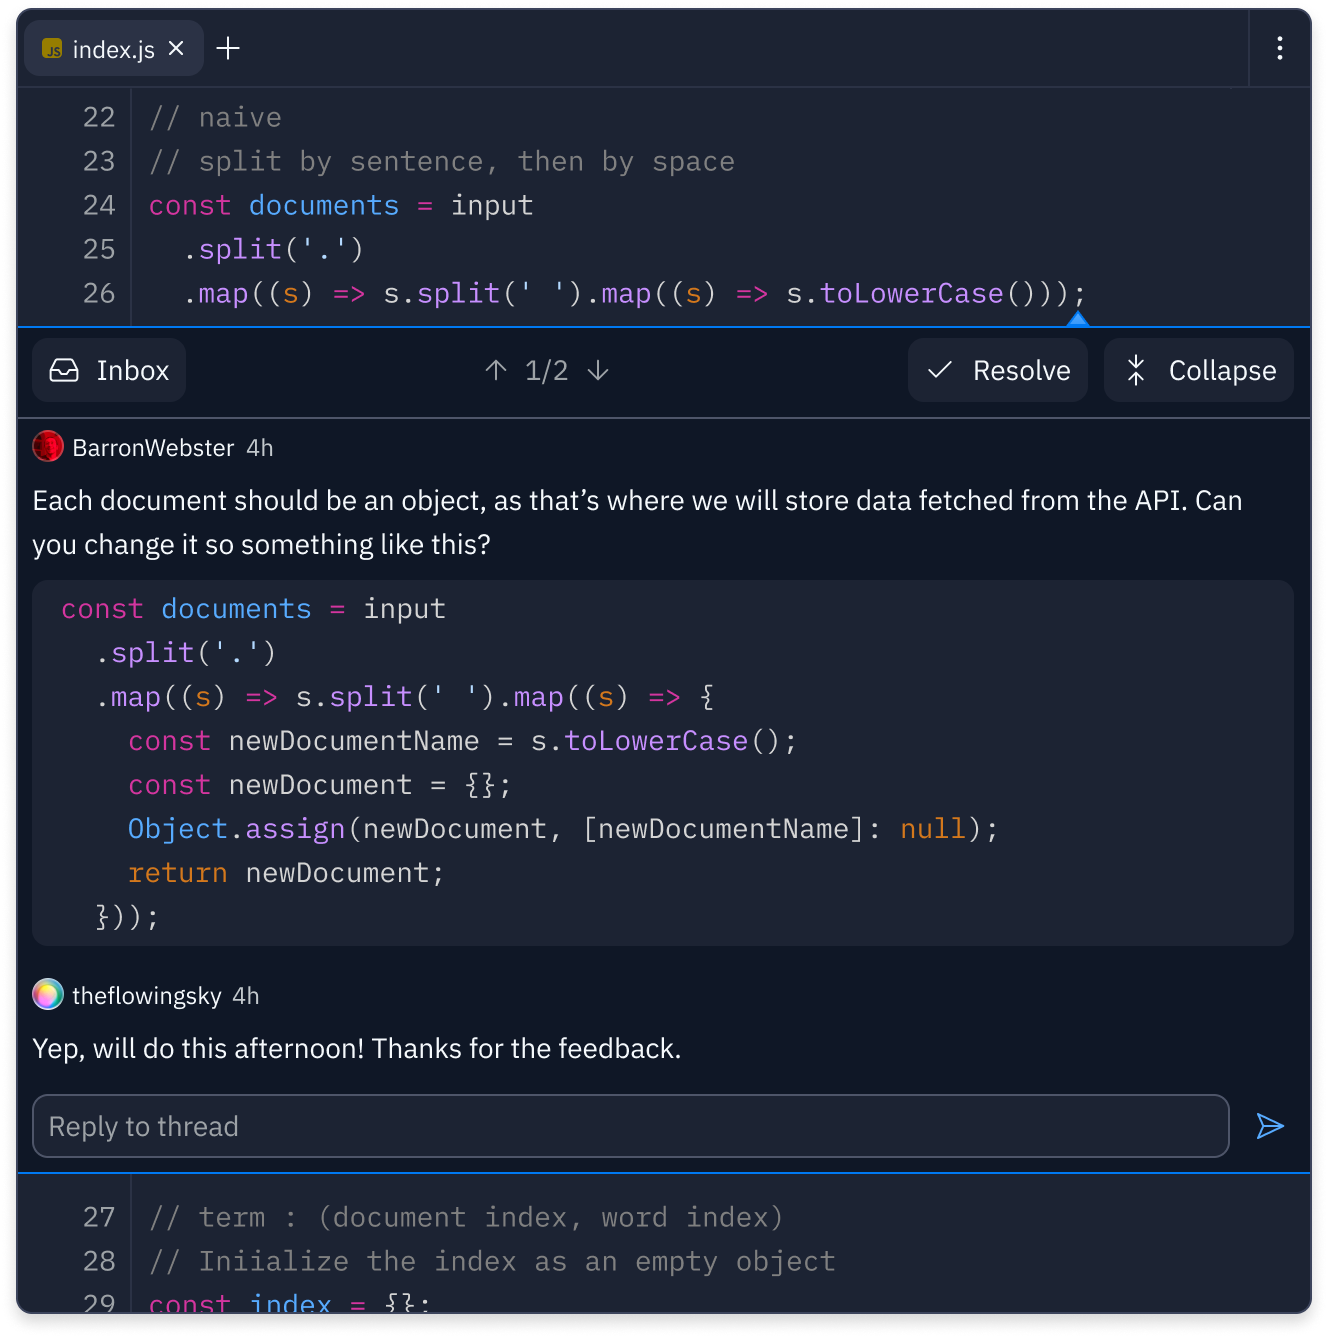 JS index.js
22 // naive
23 // split by sentence, then by space
24 const documents = input
25 .split('.')
26 .map((s) => s.split(' ').map((s) => s.toLowerCase()));
Inbox 1/2 Resolve Collapse
BarronWebster 4h
Each document should be an object, as that’s where we will store data fetched from the API. Can
you change it so something like this?
const documents = input
.split('.')
.map((s) => s.split(' ').map((s) => {
const newDocumentName = s.toLowerCase();
const newDocument = {};
Object.assign(newDocument, [newDocumentName]: null);
return newDocument;
}));
theflowingsky 4h
Yep, will do this afternoon! Thanks for the feedback.
Reply to thread
27 // term : (document index, word index)
28 // Iniialize the index as an empty object
29 const index = {};